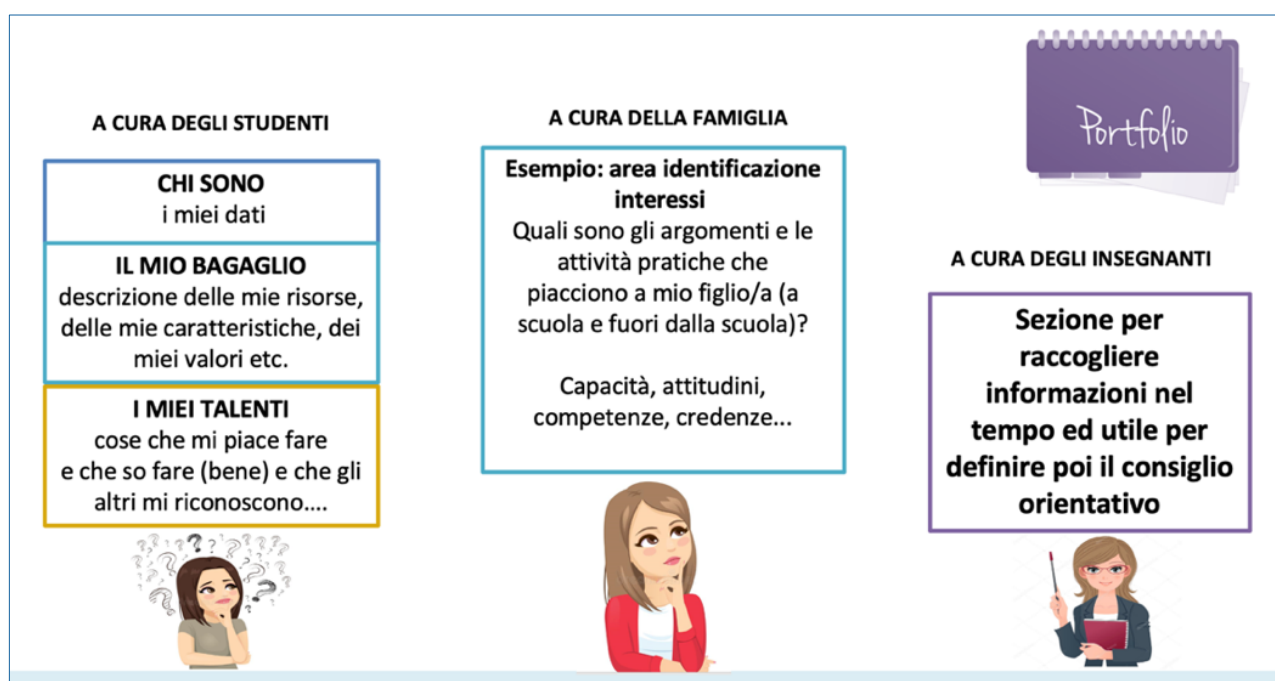 A CURA DEGLI STUDENTI
CHI SONO
i miei dati
IL MIO BAGAGLIO
descrizione delle mie risorse,
delle mie caratteristiche, dei
miei valori etc.
I MIEI TALENTI
cose che mi piace fare
e che so fare (bene) e che gli
altri mi riconoscono....
A CURA DELLA FAMIGLIA
Esempio: area identificazione
interessi
Quali sono gli argomenti e le
attività pratiche che
piacciono a mio figlio/a (a
scuola e fuori dalla scuola)?
Capacità, attitudini,
competenze, credenze...
Portfolio
A CURA DEGLI INSEGNANTI
Sezione per
raccogliere
informazioni nel
tempo ed utile per
definire poi il consiglio
orientativo